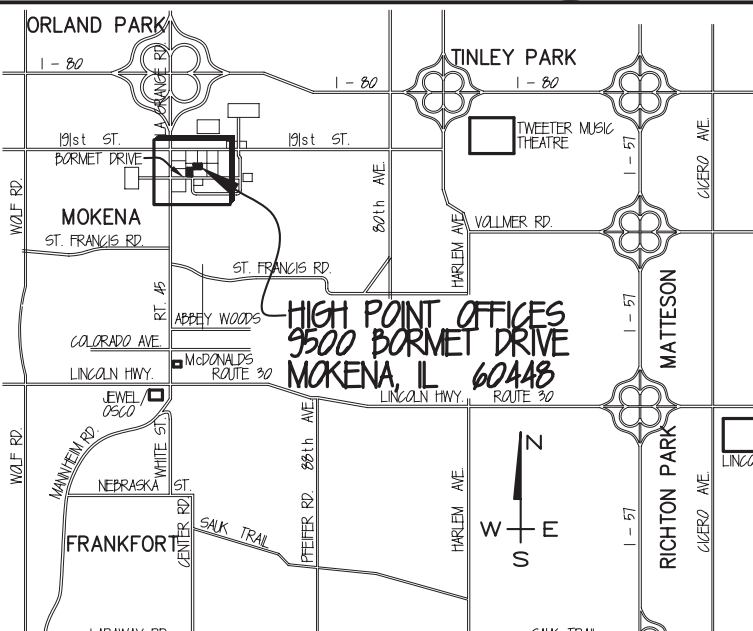 ORLAND PARK
I - 80
LA GRANGE RD.
TINLEY PARK
I - 80
I - 80
191st ST.
191st ST.
TWEETER MUSIC
THEATRE
BORMET DRIVE
WOLF RD.
MOKENA
ST. FRANCIS RD.
80th AVE.
HARLEM AVE.
VOLLMER RD.
I - 57
CICERO AVE.
ST. FRANCIS RD.
RT. 45
ABBEY WOODS
HIGH POINT OFFICES
9500 BORMET DRIVE
MOKENA, IL 60448
I - 57
MATTESON
COLORADO AVE.
McDONALDS
LINCOLN HWY.
ROUTE 30
LINCOLN HWY.
ROUTE 30
JEWEL/
OSCO
WOLF RD.
MANNHEIM RD.
WHITE ST.
88th AVE.
PFEIFER RD.
NEBRASKA ST.
HARLEM AVE.
N
W E
S
I - 57
RICHTON PARK
CICERO AVE.
LINCO
FRANKFORT
CENTER RD.
SAUK TRAIL